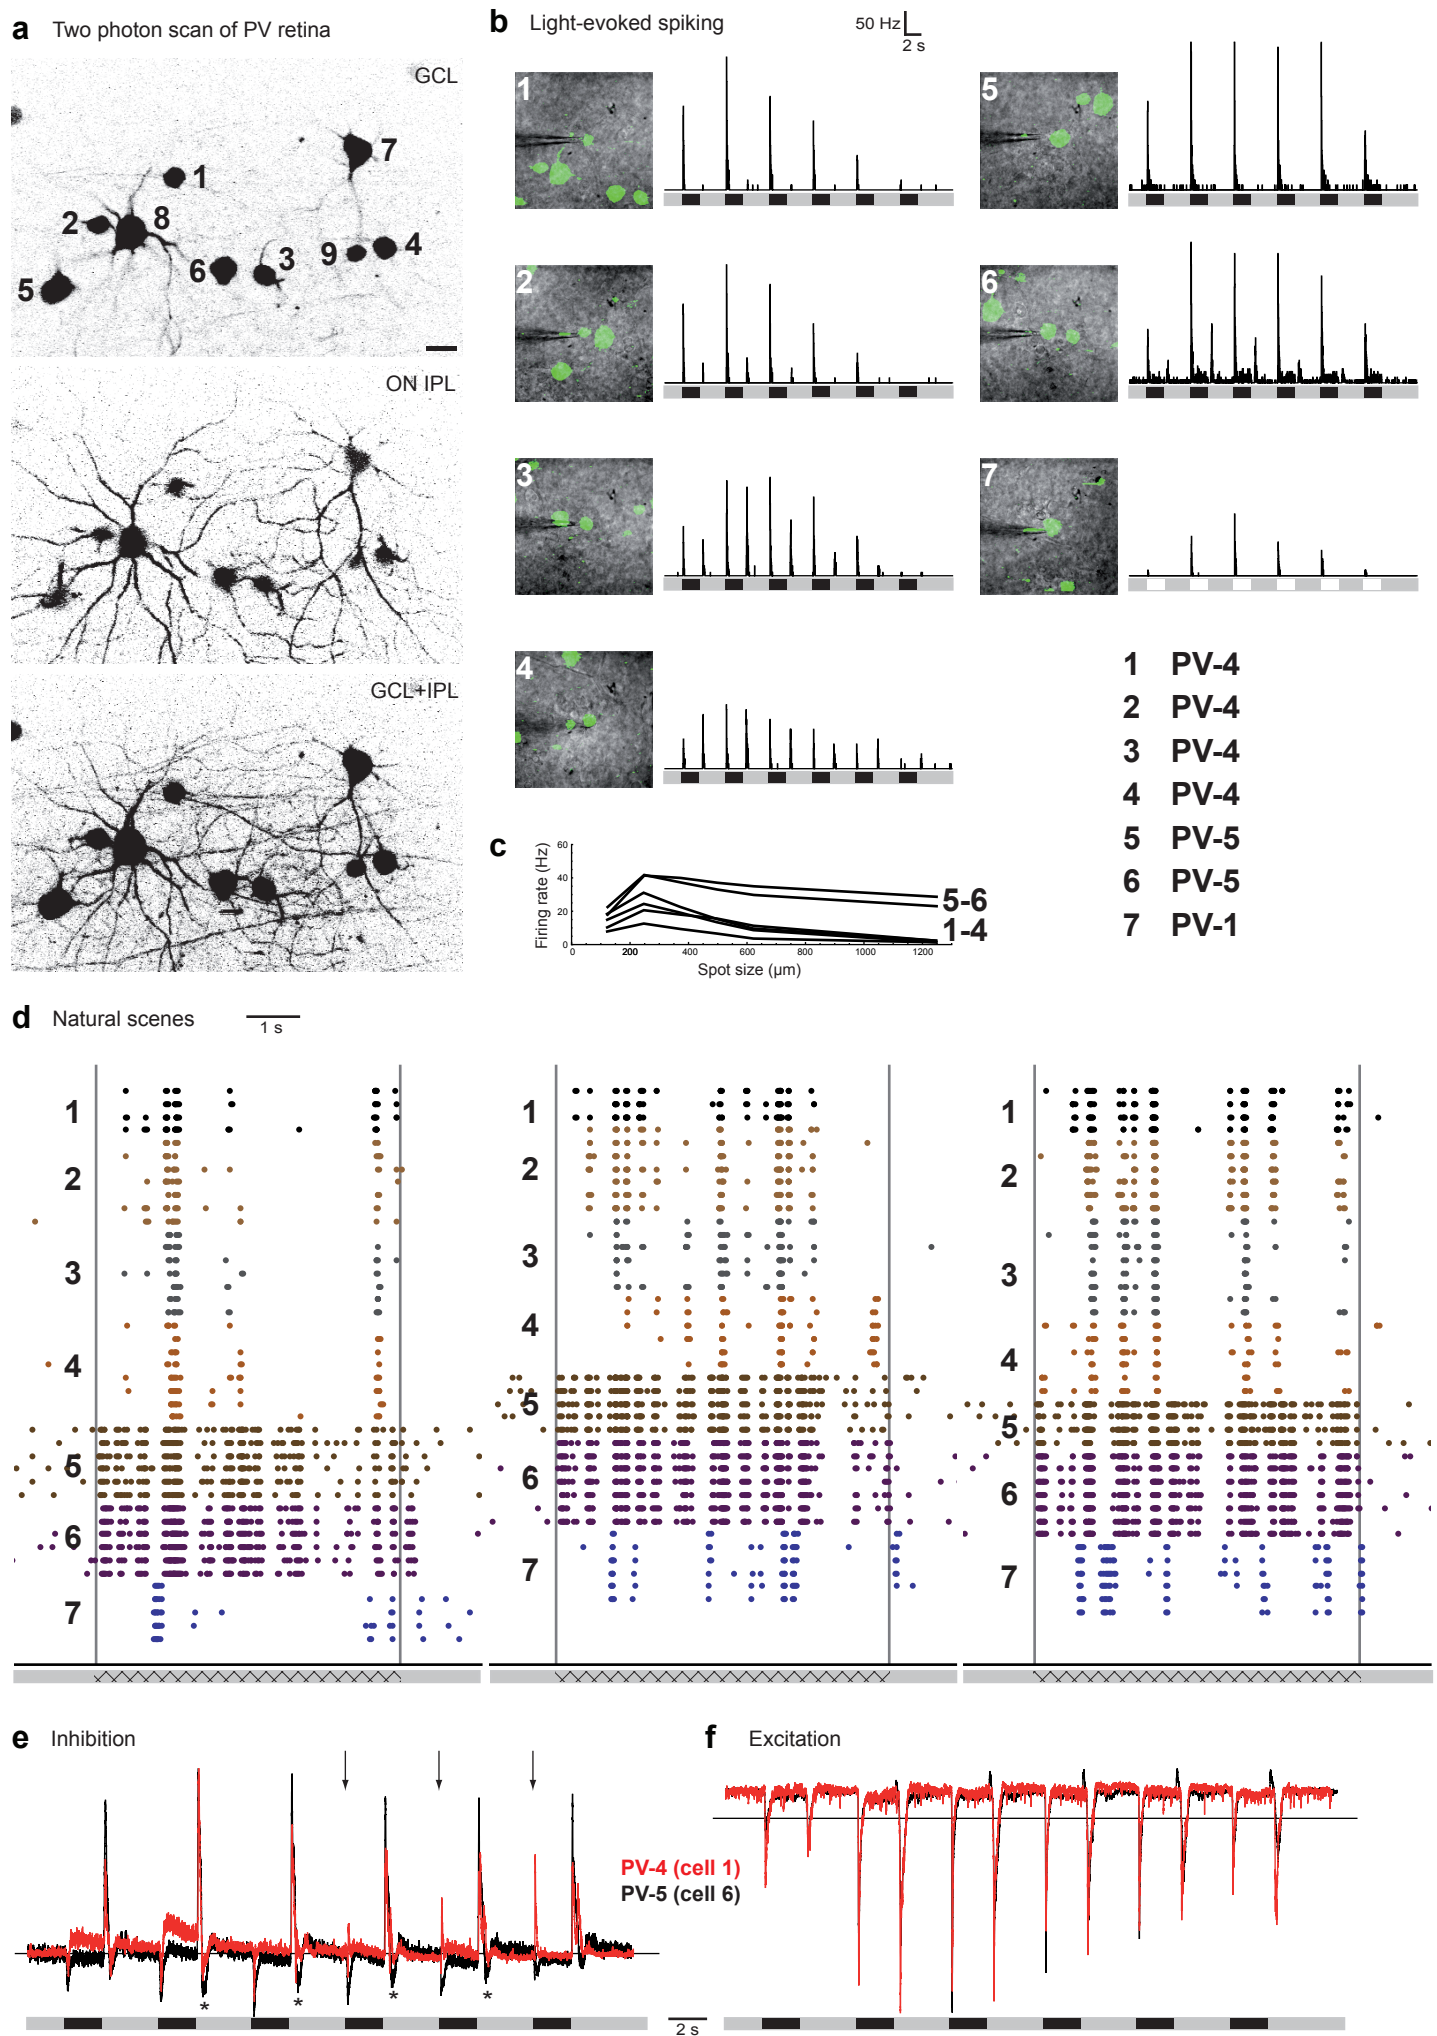 a Two photon scan of PV retina
GCL
1
7
2
8
9
4
6
3
5
ON IPL
GCL+IPL
b Light-evoked spiking
50 Hz
2 s
1
5
2
6
3
7
4
1 PV-4
2 PV-4
3 PV-4
4 PV-4
5 PV-5
6 PV-5
7 PV-1
c
Firing rate (Hz)
60
40
20
0
0 200 400 600 800 1000 1200
Spot size (µm)
5-6
1-4
d Natural scenes
1 s
1
2
3
4
5
6
7
1
2
3
4
5
6
7
1
2
3
4
5
6
7
e Inhibition
* * * *
PV-4 (cell 1)
PV-5 (cell 6)
2 s
f Excitation